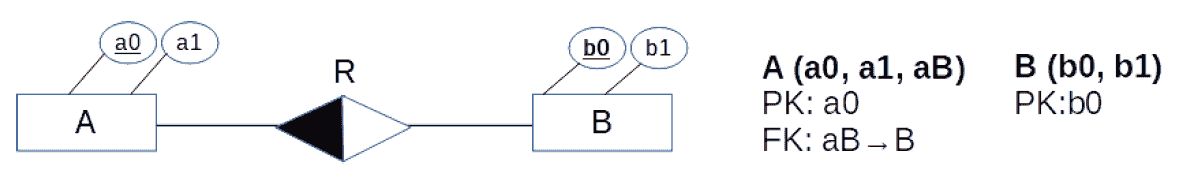 a0 a1
b0 b1
R
A
B
A (a0, a1, aB)
PK: a0
FK: aB→B
B (b0, b1)
PK:b0